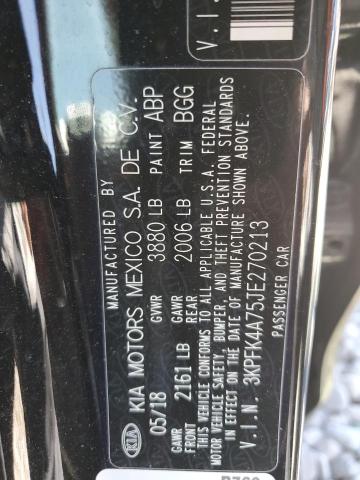 MANUFACTURED BY
KIA KIA MOTORS MEXICO S.A. DE C.V.
05/18 GVWR 3880 LB PAINT ABP
GAWR FRONT 2161 LB GAWR REAR 2006 LB TRIM BGG
THIS VEHICLE CONFORMS TO ALL APPLICABLE U.S.A. FEDERAL
MOTOR VEHICLE SAFETY, BUMPER, AND THEFT PREVENTION STANDARDS
IN EFFECT ON THE DATE OF MANUFACTURE SHOWN ABOVE.
V.I.N. 3KPFK4A75JE270213
PASSENGER CAR
V.I.